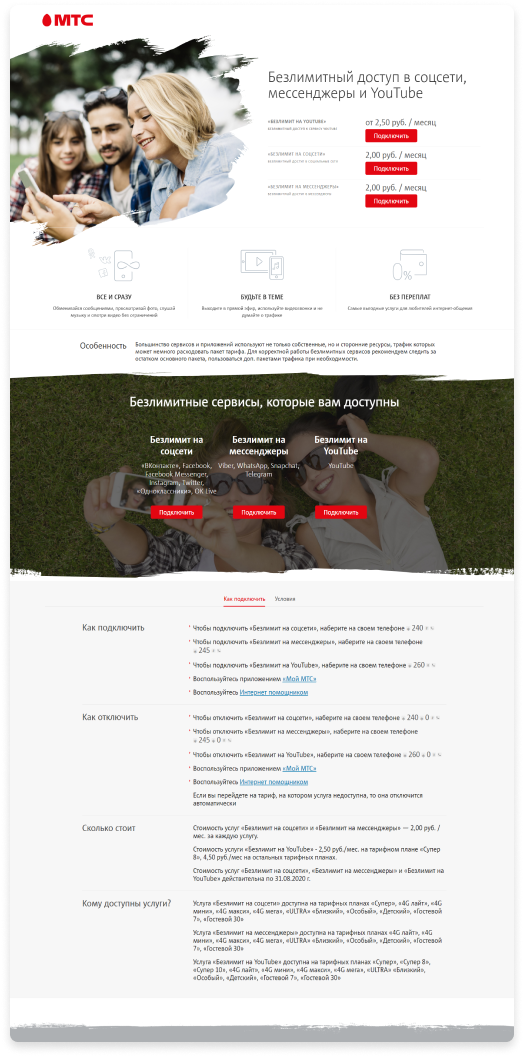 МТС
Безлимитный доступ в соцсети,
мессенджеры и YouTube
«БЕЗЛИМИТ НА YOUTUBE»
от 2,50 руб. / месяц
Подключить
«БЕЗЛИМИТ НА СОЦСЕТИ»
2,00 руб. / месяц
Подключить
«БЕЗЛИМИТ НА МЕССЕНДЖЕРЫ»
2,00 руб. / месяц
Подключить
ВСЕ И СРАЗУ
Обменивайся сообщениями, просматривай фото, слушай
музыку и смотри видео без ограничений
БУДЬТЕ В ТЕМЕ
Выходите в прямой эфир, используйте видеозвонки и не
думайте о трафике
0%
БЕЗ ПЕРЕПЛАТ
Самые выгодные услуги для любителей интернет-общения
Особенность
Большинство сервисов и приложений используют не только собственные, но и сторонние ресурсы, трафик которых
может немного расходовать пакет тарифа. Для корректной работы безлимитных сервисов рекомендуем следить за
остатком основного пакета, пользоваться доп. пакетами трафика при необходимости.
Безлимитные сервисы, которые вам доступны
Безлимит на
соцсети
«ВКонтакте», Facebook,
Facebook Messenger,
Instagram, Twitter,
«Одноклассники», OK Live
Подключить
Безлимит на
мессенджеры
Viber, WhatsApp, Snapchat,
Telegram
Подключить
Безлимит на
YouTube
YouTube
Подключить
Как подключить
Условия
Как подключить
Чтобы подключить «Безлимит на соцсети», наберите на своем телефоне 240
Чтобы подключить «Безлимит на мессенджеры», наберите на своем телефоне
245
Чтобы подключить «Безлимит на YouTube», наберите на своем телефоне 260
Воспользуйтесь приложением «Мой МТС»
Воспользуйтесь Интернет помощником
Как отключить
Чтобы отключить «Безлимит на соцсети», наберите на своем телефоне 240 0
Чтобы отключить «Безлимит на мессенджеры», наберите на своем телефоне
245 0
Чтобы отключить «Безлимит на YouTube», наберите на своем телефоне 260 0
Воспользуйтесь приложением «Мой МТС»
Воспользуйтесь Интернет помощником
Если вы перейдете на тариф, на котором услуга недоступна, то она отключится
автоматически
Сколько стоит
Стоимость услуг «Безлимит на соцсети» и «Безлимит на мессенджеры» — 2,00 руб. /
мес. за каждую услугу.
Стоимость услуги «Безлимит на YouTube» - 2,50 руб./мес, на тарифном плане «Супер
8», 4,50 руб./мес на остальных тарифных планах.
Стоимость услуг «Безлимит на соцсети», «Безлимит на мессенджеры» и «Безлимит на
YouTube» действительна по 31.08.2020 г.
Кому доступны услуги?
Услуга «Безлимит на соцсети» доступна на тарифных планах «Супер», «4G лайт», «4G
мини», «4G макси», «4G мега», «ULTRA» «Близкий», «Особый», «Детский», «Гостевой
7», «Гостевой 30»
Услуга «Безлимит на мессенджеры» доступна на тарифных планах «4G лайт», «4G
мини», «4G макси», «4G мега», «ULTRA» «Близкий», «Особый», «Детский», «Гостевой
7», «Гостевой 30»
Услуга «Безлимит на YouTube» доступна на тарифных планах «Супер», «Супер 8»,
«Супер 10», «4G лайт», «4G мини», «4G макси», «4G мега», «ULTRA» «Близкий»,
«Особый», «Детский», «Гостевой 7», «Гостевой 30»